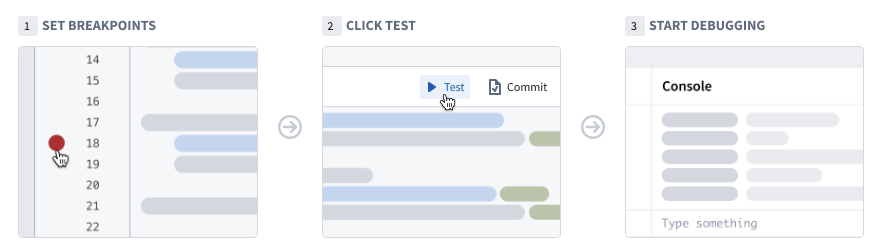 1 SET BREAKPOINTS
14
15
16
17
18
19
20
21
22
2 CLICK TEST
Test Commit
3 START DEBUGGING
Console
Type something